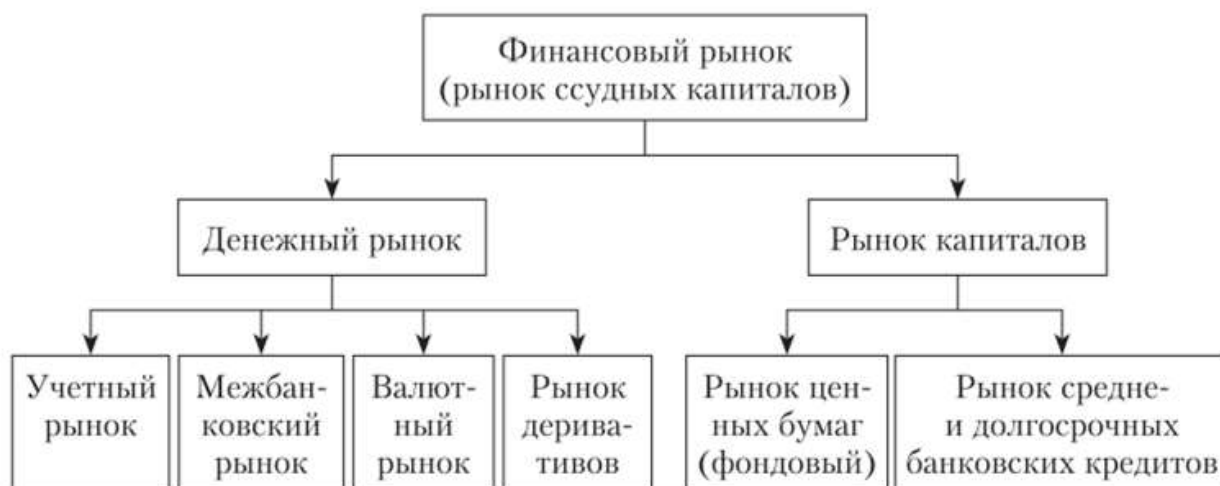 Финансовый рынок
(рынок ссудных капиталов)
Денежный рынок
Рынок капиталов
Учетный
рынок
Межбан-
ковский
рынок
Валют-
ный
рынок
Рынок
дерива-
тивов
Рынок цен-
ных бумаг
(фондовый)
Рынок средне-
и долгосрочных
банковских кредитов